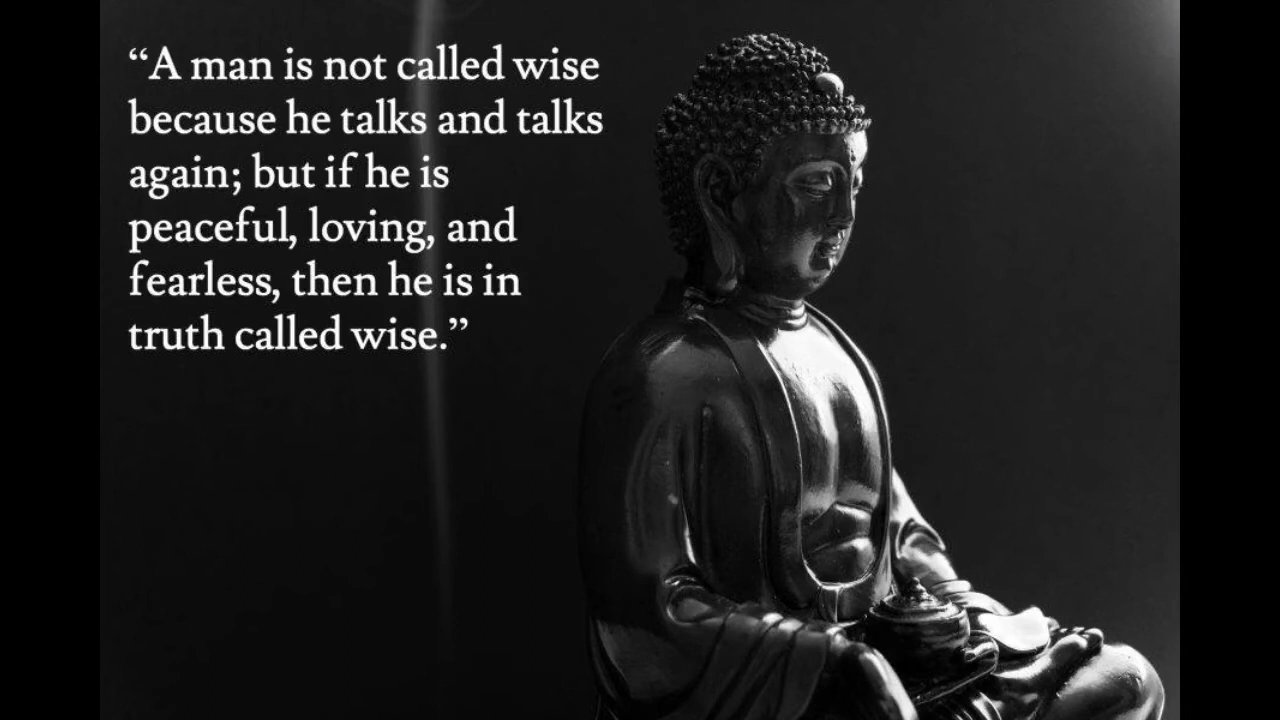 “A man is not called wise
because he talks and talks
again; but if he is
peaceful, loving, and
fearless, then he is in
truth called wise.”